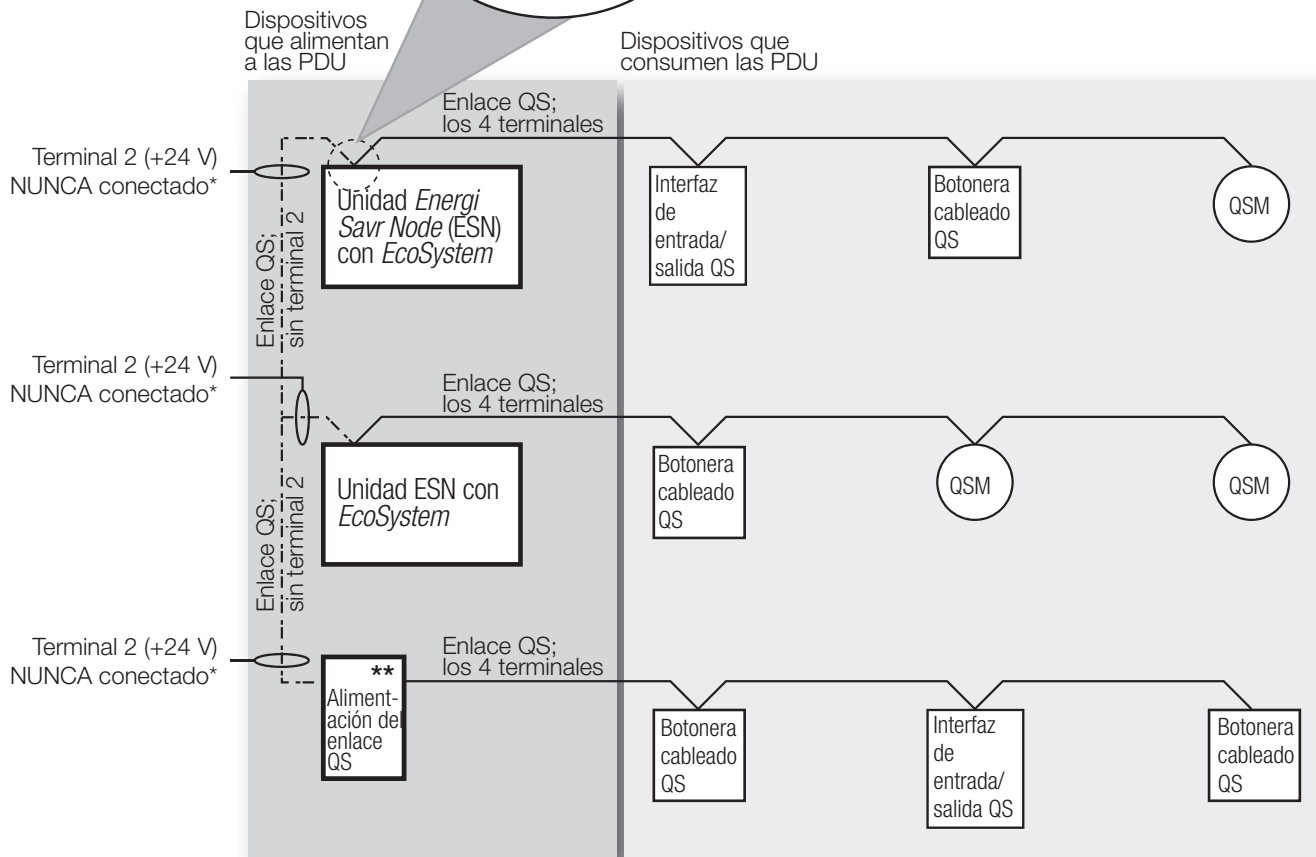 Dispositivos
que alimentan
a las PDU
Dispositivos que
consumen las PDU
Enlace QS;
los 4 terminales
Terminal 2 (+24 V)
NUNCA conectado*
Unidad Energi
Savr Node (ESN)
con EcoSystem
Interfaz
de
entrada/
salida QS
Botonera
cableado
QS
QSM
Enlace QS;
sin terminal 2
Terminal 2 (+24 V)
NUNCA conectado*
Enlace QS;
los 4 terminales
Unidad ESN con
EcoSystem
Botonera
cableado
QS
QSM
QSM
Enlace QS;
sin terminal 2
Terminal 2 (+24 V)
NUNCA conectado*
Enlace QS;
los 4 terminales
**
Aliment-
ación del
enlace
QS
Botonera
cableado
QS
Interfaz
de
entrada/
salida QS
Botonera
cableado
QS